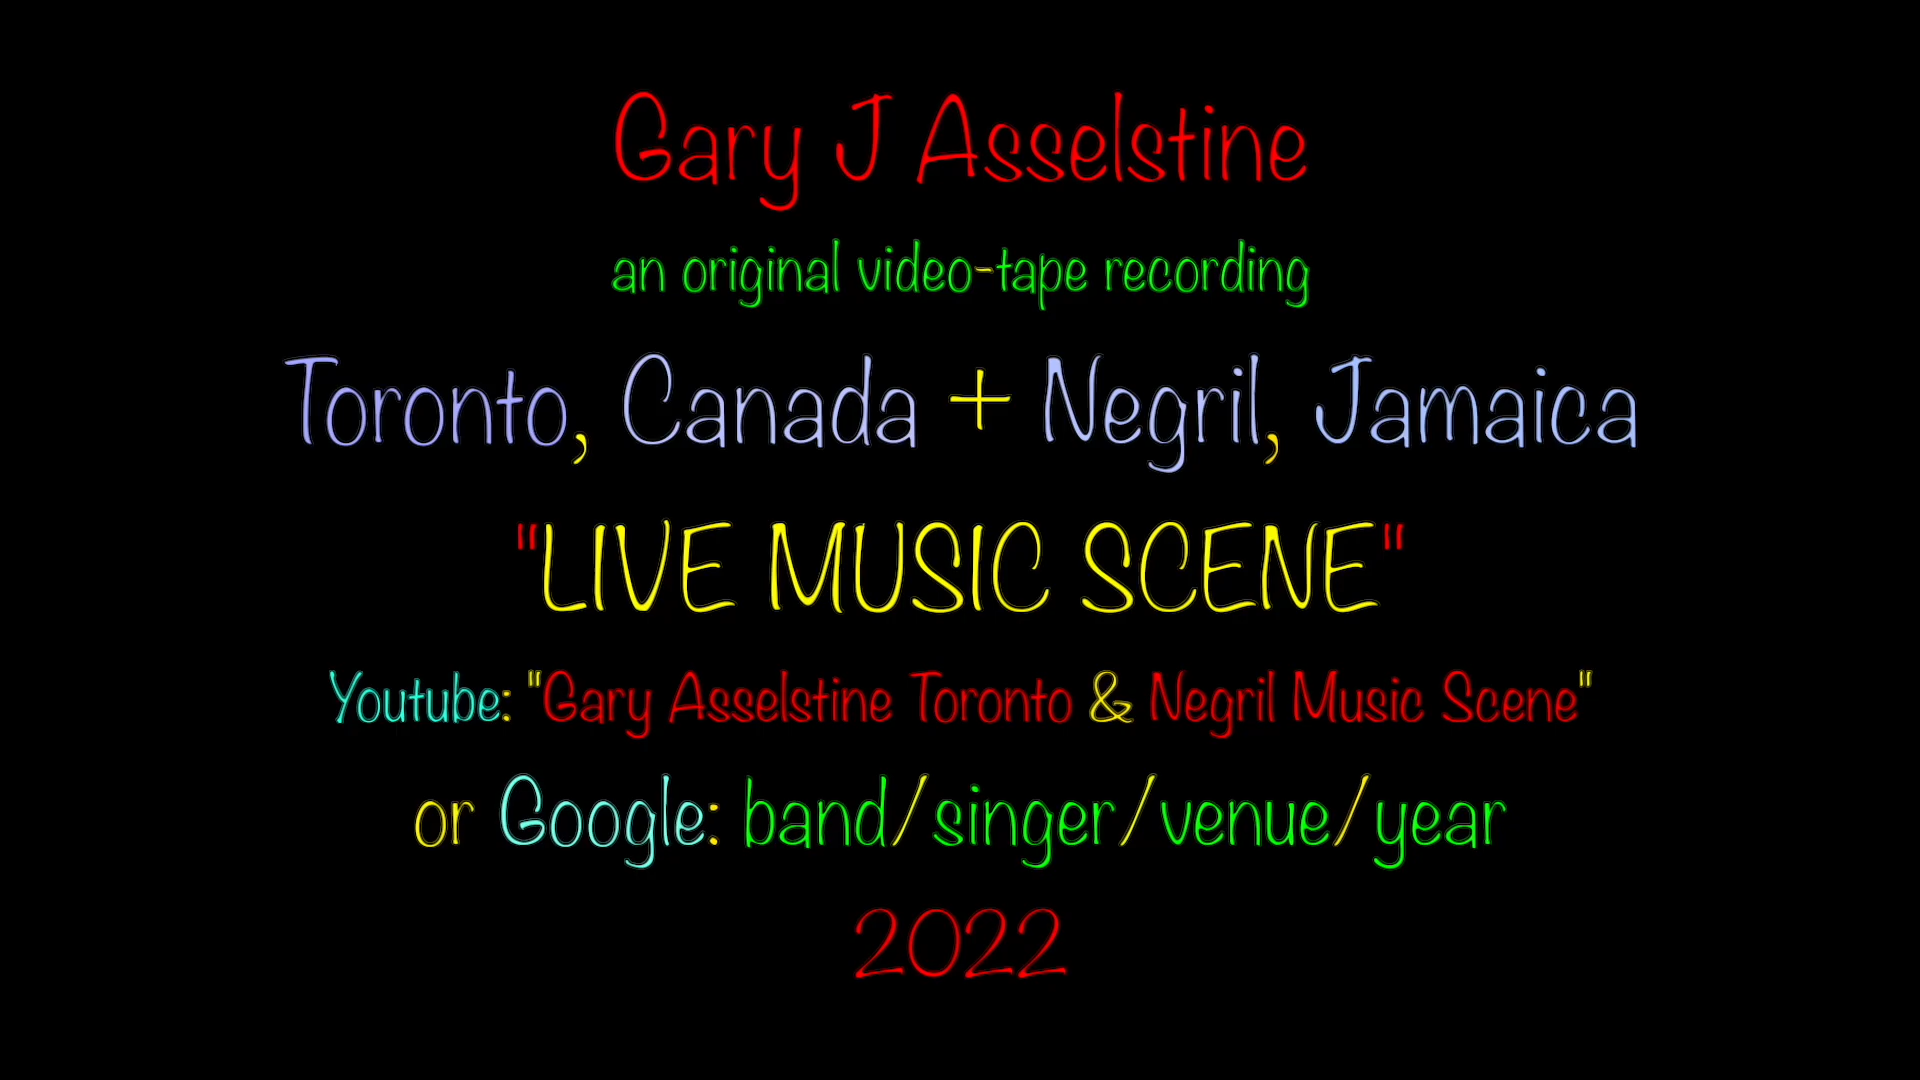 Gary J Asselstine
an original video-tape recording
Toronto, Canada + Negril, Jamaica
"LIVE MUSIC SCENE"
Youtube: "Gary Asselstine Toronto & Negril Music Scene"
or Google: band/singer/venue/year
2022